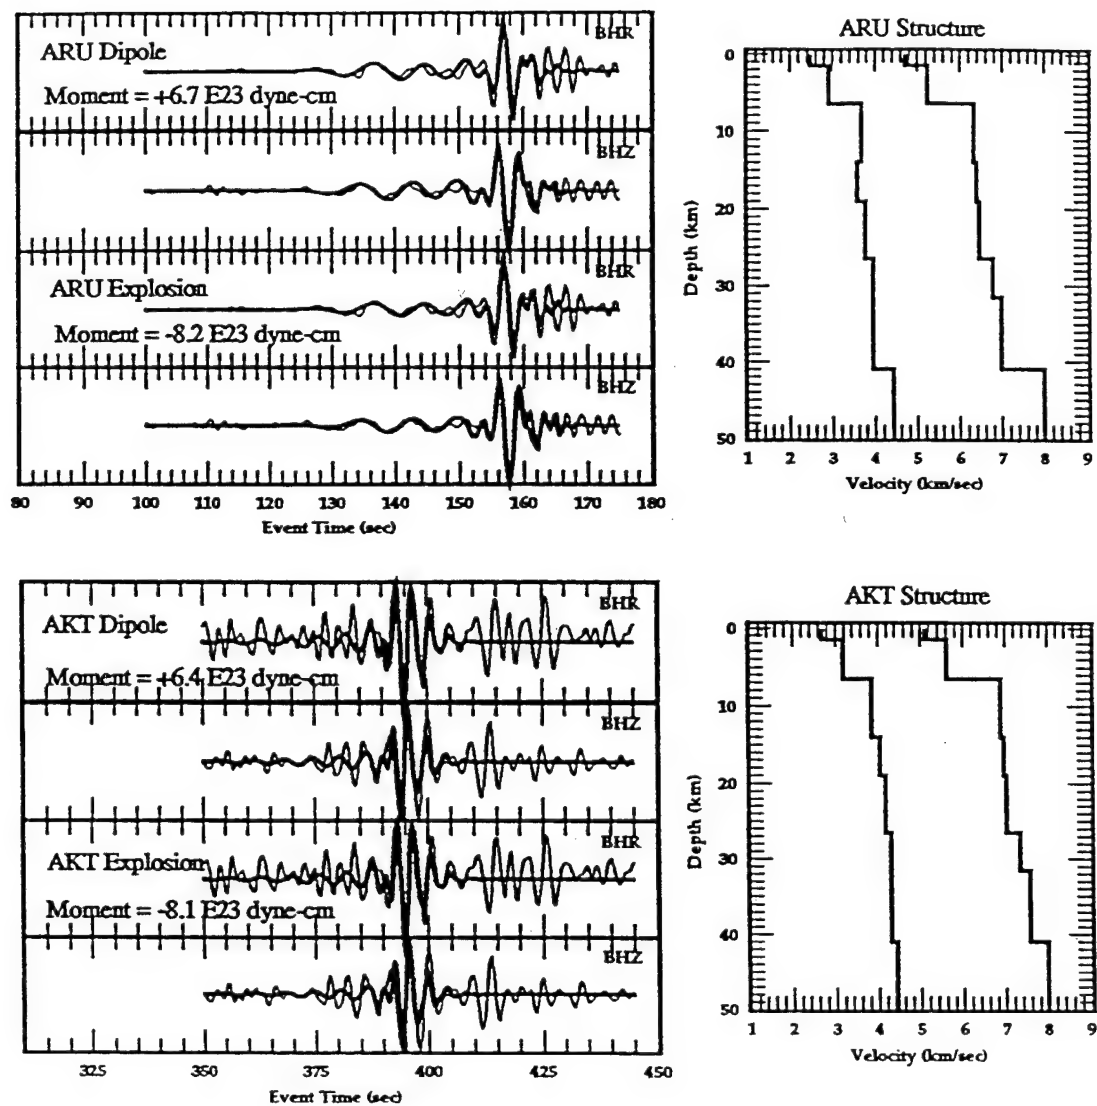 ARU Dipole
BHR
Moment = +6.7 E23 dyne-cm
BHZ
ARU Explosion
BHR
Moment = -8.2 E23 dyne-cm
BHZ
80 90 100 110 120 130 140 150 160 170 180
Event Time (sec)
ARU Structure
0
10
20
30
40
50
Depth (km)
1 2 3 4 5 6 7 8 9
Velocity (km/sec)
AKT Dipole
BHR
Moment = +6.4 E23 dyne-cm
BHZ
AKT Explosion
BHR
Moment = -8.1 E23 dyne-cm
BHZ
325 350 375 400 425 450
Event Time (sec)
AKT Structure
0
10
20
30
40
50
Depth (km)
1 2 3 4 5 6 7 8 9
Velocity (km/sec)